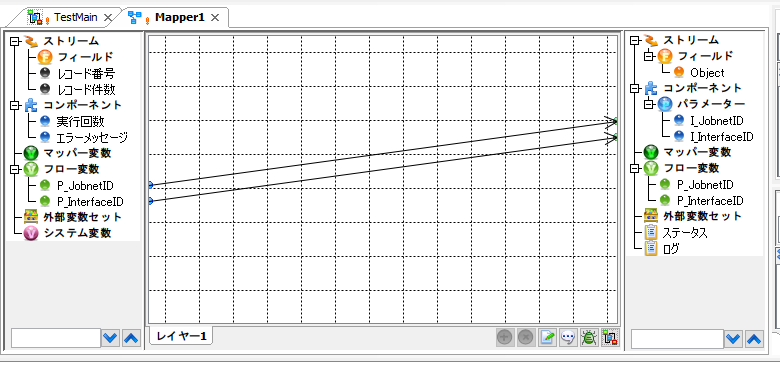 TestMain
Mapper1
ストリーム
フィールド
レコード番号
レコード件数
コンポーネント
実行回数
エラーメッセージ
マッパー変数
フロー変数
P_JobnetID
P_InterfaceID
外部変数セット
システム変数
レイヤー1
ストリーム
フィールド
Object
コンポーネント
パラメーター
I_JobnetID
I_InterfaceID
マッパー変数
フロー変数
P_JobnetID
P_InterfaceID
外部変数セット
ステータス
ログ